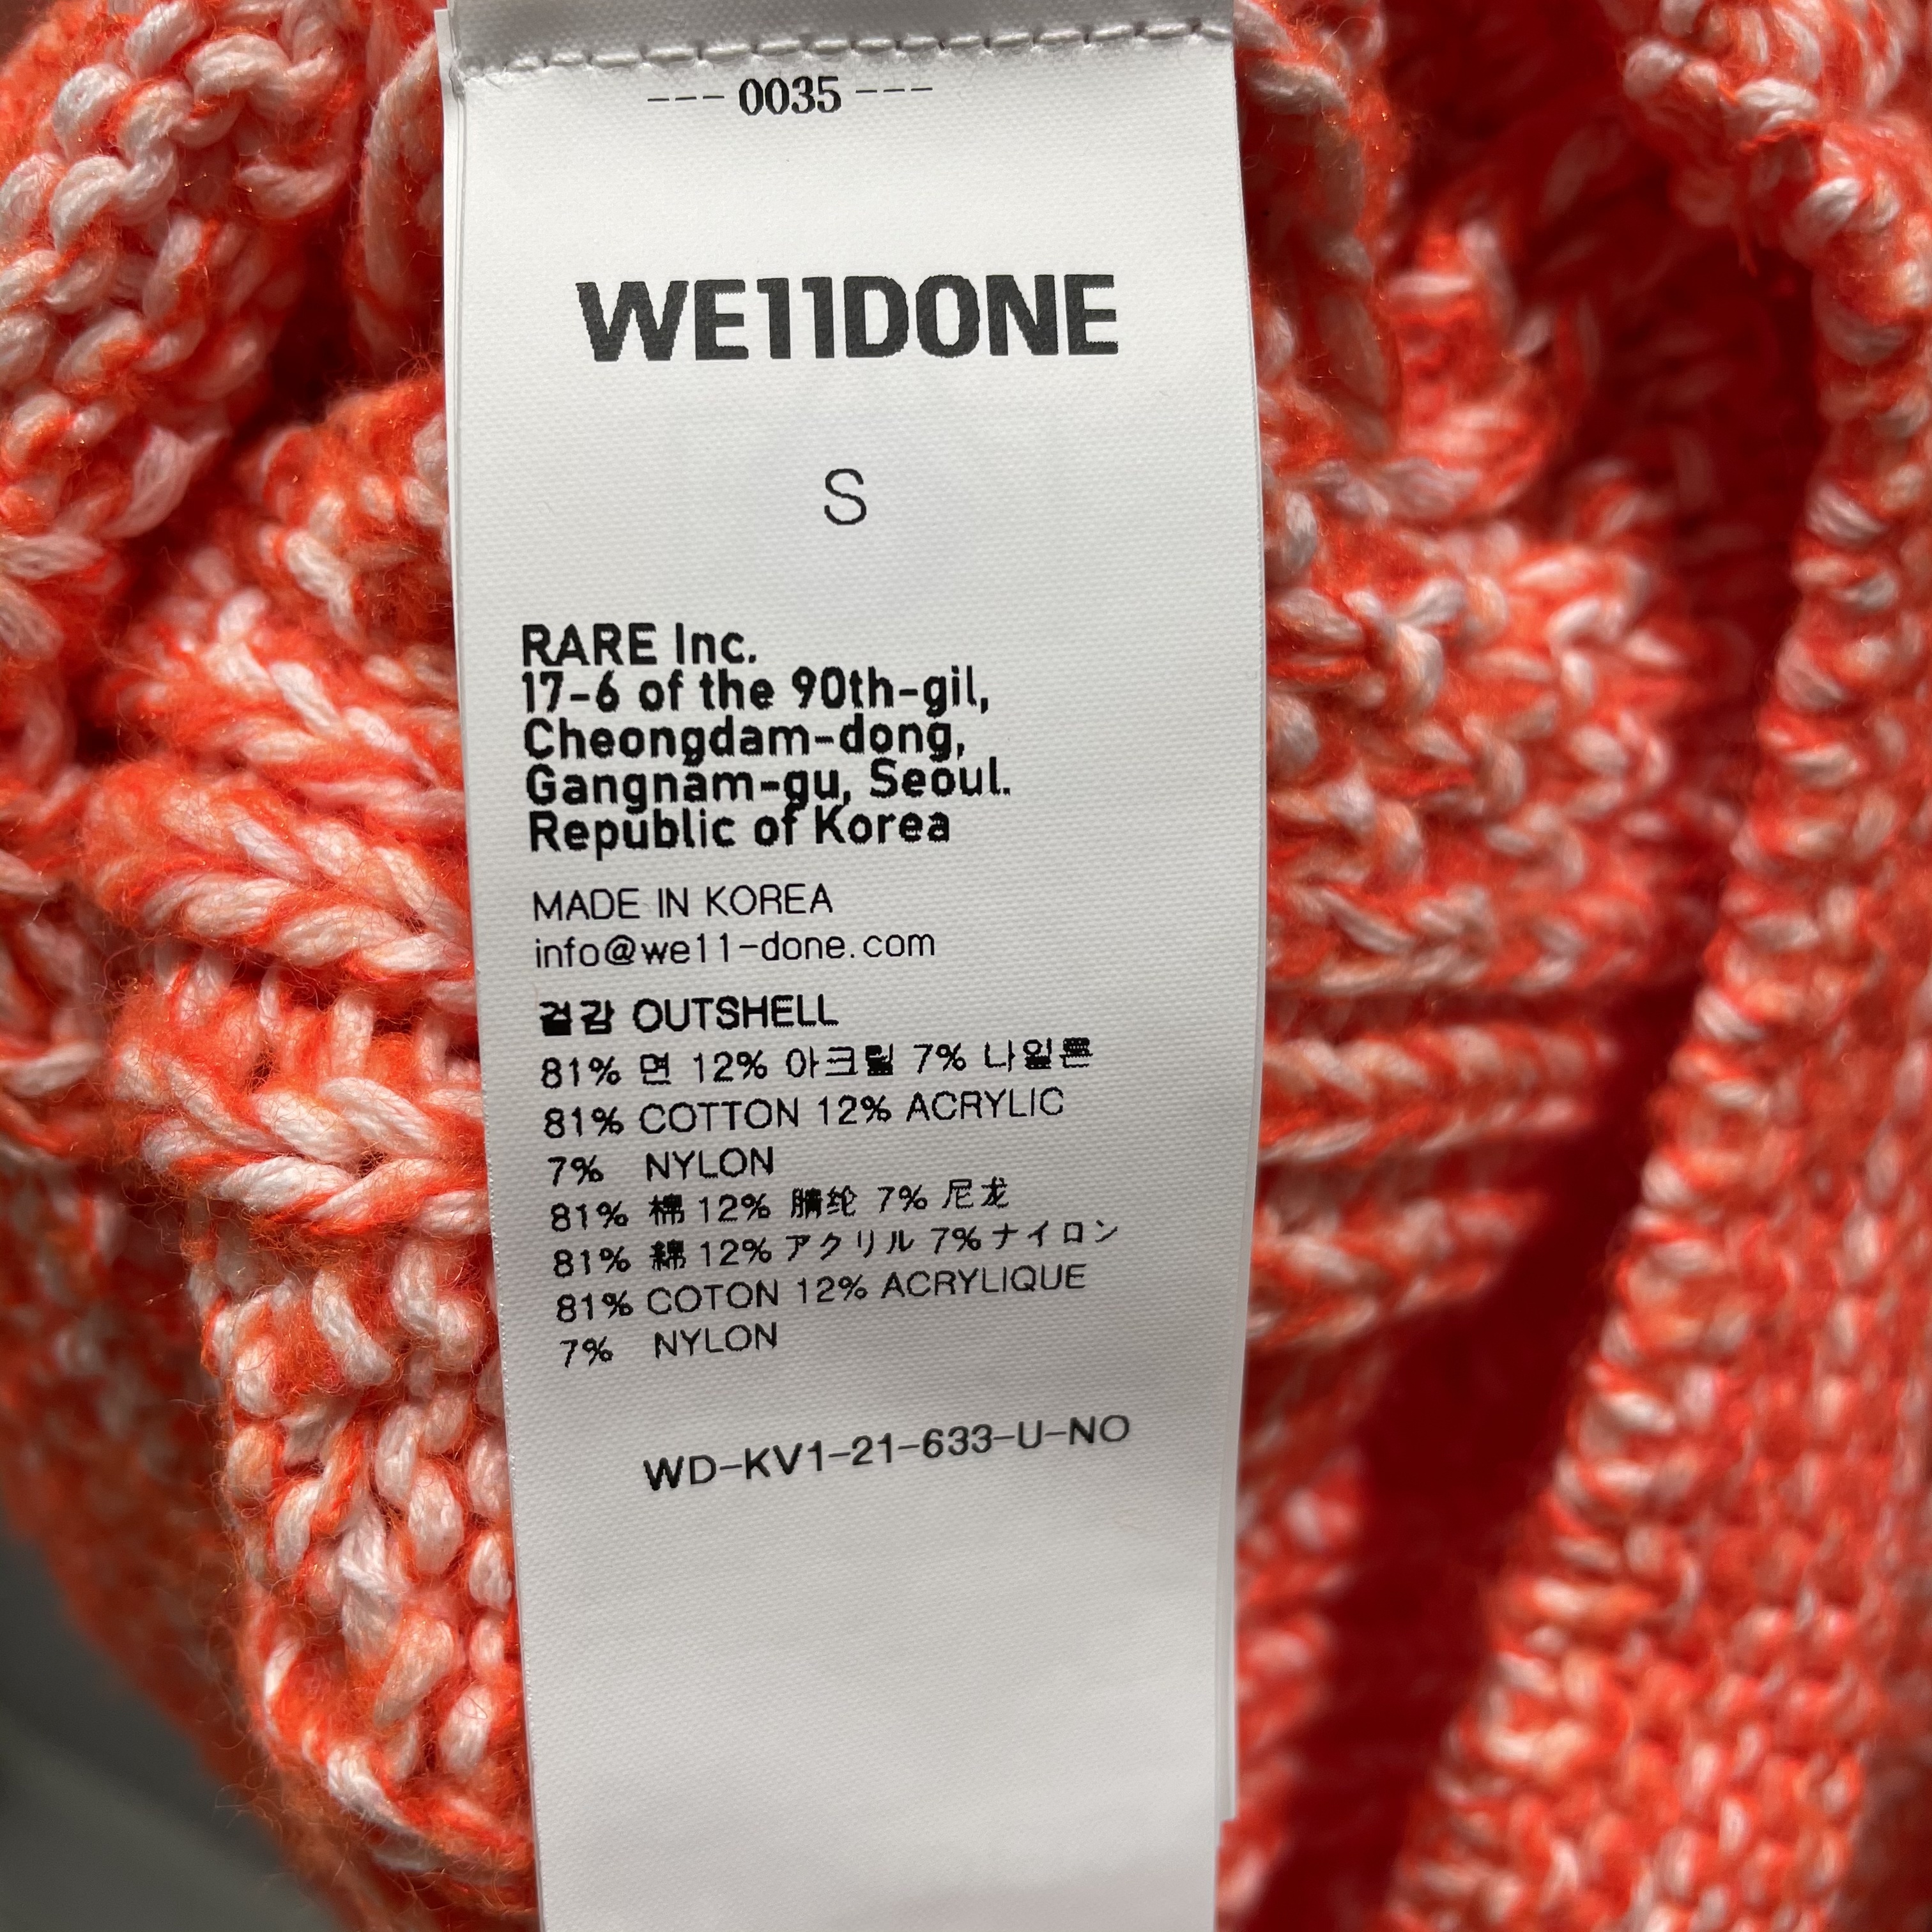 --- 0035 ---
WE11DONE
S
RARE Inc.
17-6 of the 90th-gil,
Cheongdam-dong,
Gangnam-gu, Seoul.
Republic of Korea
MADE IN KOREA
info@we11-done.com
겉감 OUTSHELL
81% 면 12% 아크릴 7% 나일론
81% COTTON 12% ACRYLIC
7% NYLON
81% 棉 12% 腈纶 7% 尼龙
81% 綿 12% アクリル 7% ナイロン
81% COTON 12% ACRYLIQUE
7% NYLON
WD-KV1-21-633-U-NO